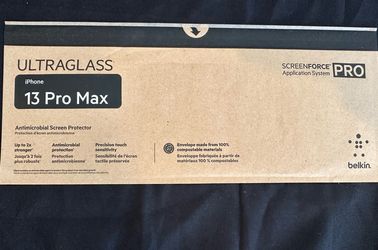 ULTRAGLASS
iPhone
13 Pro Max
SCREENFORCE
Application System
PRO
Antimicrobial Screen Protector
Protection d'écran antimicrobienne
Up to 2x
stronger
Jusqu'à 2 fois
plus robuste
Antimicrobial
protection
Protection
antimicrobienne
Precision touch
sensitivity
Sensibilité de l'écran
tactile préservée
Envelope made from 100%
compostable materials
Enveloppe fabriquée à partir de
matériaux 100 % compostables
belkin